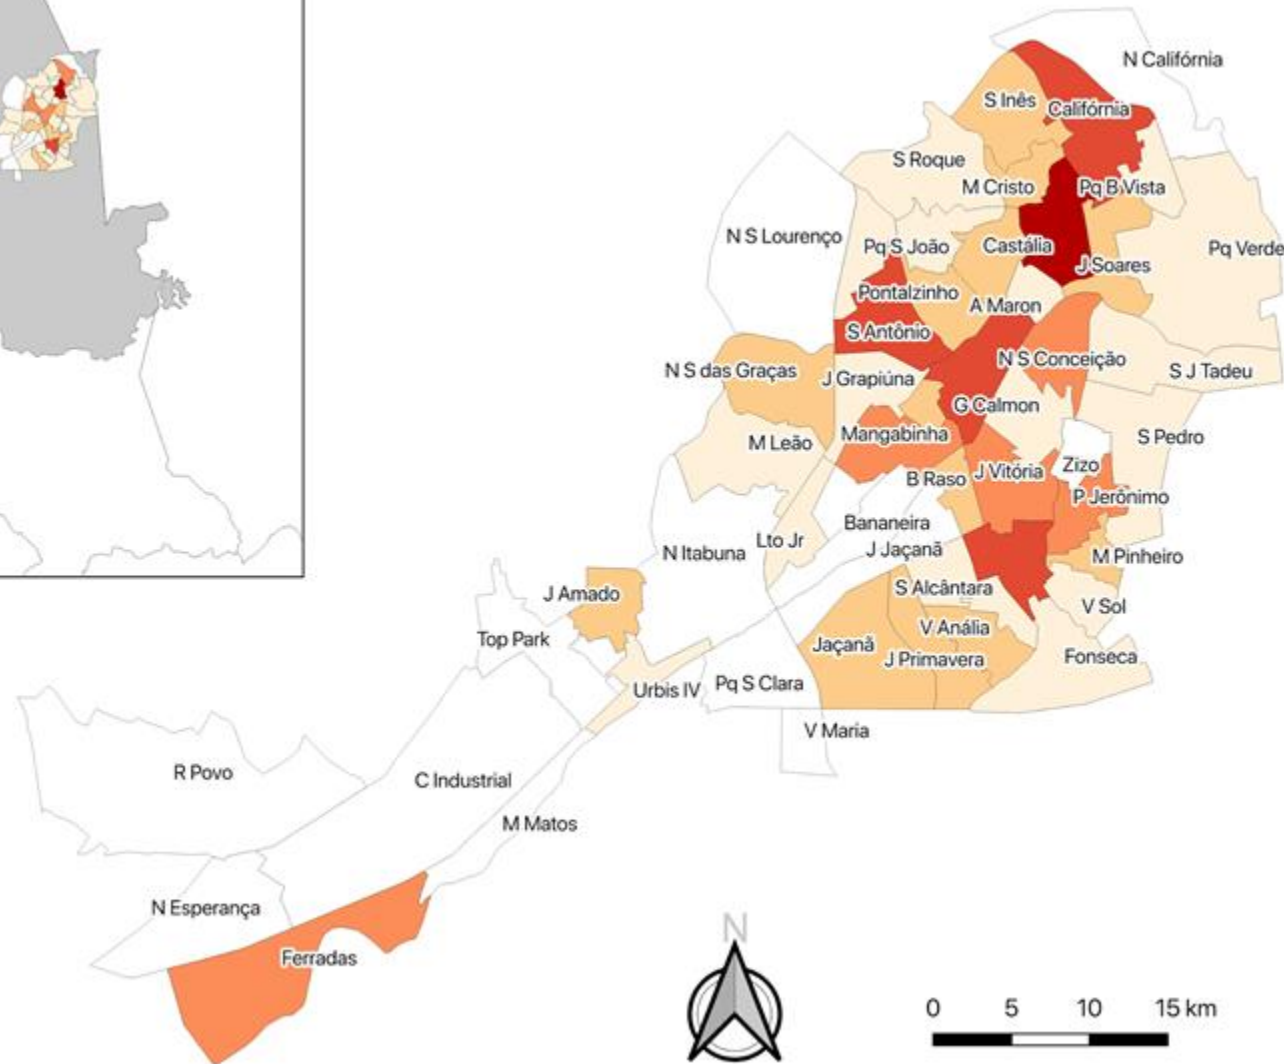 N Califórnia
S Inês
Califórnia
S Roque
M Cristo
Pq B Vista
N S Lourenço
Pq S João
Castália
Pq Verde
J Soares
Pontalzinho
A Maron
S Antônio
N S Conceição
N S das Graças
J Grapiúna
S J Tadeu
G Calmon
Mangabinha
S Pedro
M Leão
J Vitória
Zizo
B Raso
P Jerônimo
Bananeira
Lto Jr
N Itabuna
J Jaçanã
M Pinheiro
J Amado
S Alcântara
V Sol
Top Park
V Anália
Jaçanã
J Primavera
Fonseca
Urbis IV
Pq S Clara
V Maria
R Povo
C Industrial
M Matos
N Esperança
N
Ferradas
0 5 10 15 km